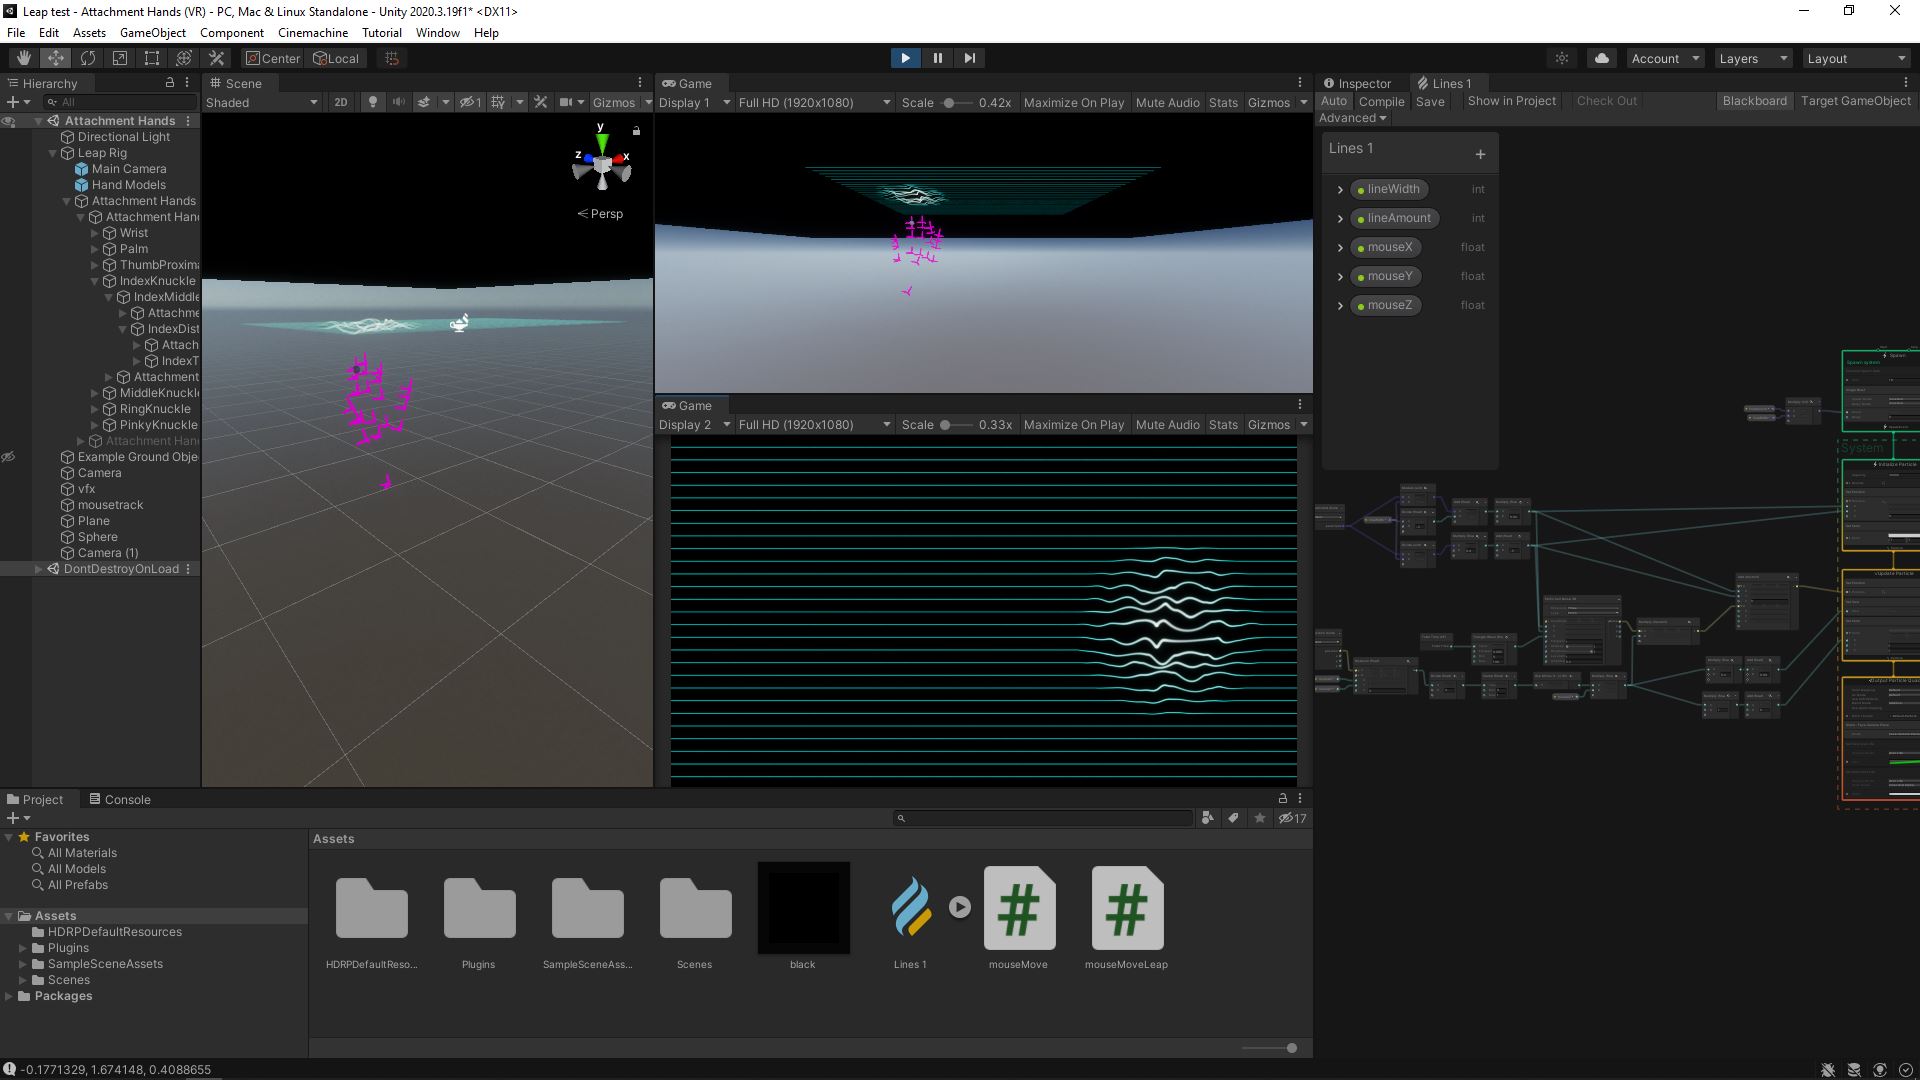 Leap test - Attachment Hands (VR) - PC, Mac & Linux Standalone - Unity 2020.3.19f1* <DX11>
File Edit Assets GameObject Component Cinemachine Tutorial Window Help
Center Local
Account Layers Layout
Hierarchy
All
Attachment Hands
Directional Light
Leap Rig
Main Camera
Hand Models
Attachment Hands
Attachment Han
Wrist
Palm
ThumbProxima
IndexKnuckle
IndexMiddle
Attachme
IndexDist
Attach
IndexT
Attachment
MiddleKnuckle
RingKnuckle
PinkyKnuckle
Attachment Han
Example Ground Obje
Camera
vfx
mousetrack
Plane
Sphere
Camera (1)
DontDestroyOnLoad
Scene
Shaded 2D 1 Gizmos
y
z x
Persp
Game
Display 1 Full HD (1920x1080) Scale 0.42x Maximize On Play Mute Audio Stats Gizmos
Game
Display 2 Full HD (1920x1080) Scale 0.33x Maximize On Play Mute Audio Stats Gizmos
Inspector Lines 1
Auto Compile Save Show in Project Check Out Blackboard Target GameObject
Advanced
Lines 1
lineWidth int
lineAmount int
mouseX float
mouseY float
mouseZ float
System
Project Console
17
Favorites
All Materials
All Models
All Prefabs
Assets
HDRPDefaultResources
Plugins
SampleSceneAssets
Scenes
Packages
Assets
HDRPDefaultReso... Plugins SampleSceneAss... Scenes black Lines 1 mouseMove mouseMoveLeap
-0.1771329, 1.674148, 0.4088655